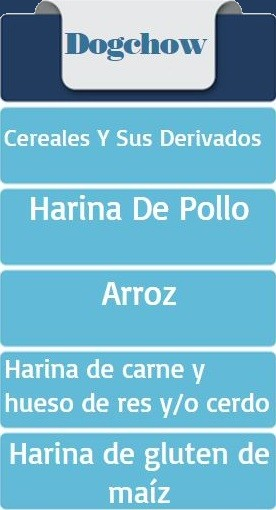 Dogchow
Cereales Y Sus Derivados
Harina De Pollo
Arroz
Harina de carne y
hueso de res y/o cerdo
Harina de gluten de
maíz